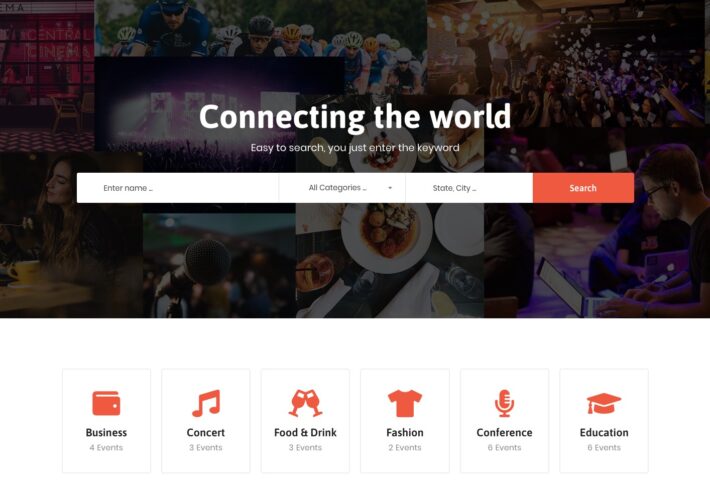 EMA
CENTRAL
CINEMA
Connecting the world
Easy to search, you just enter the keyword
Enter name ...
All Categories ...
State, City ...
Search
Business
4 Events
Concert
3 Events
Food & Drink
3 Events
Fashion
2 Events
Conference
6 Events
Education
6 Events